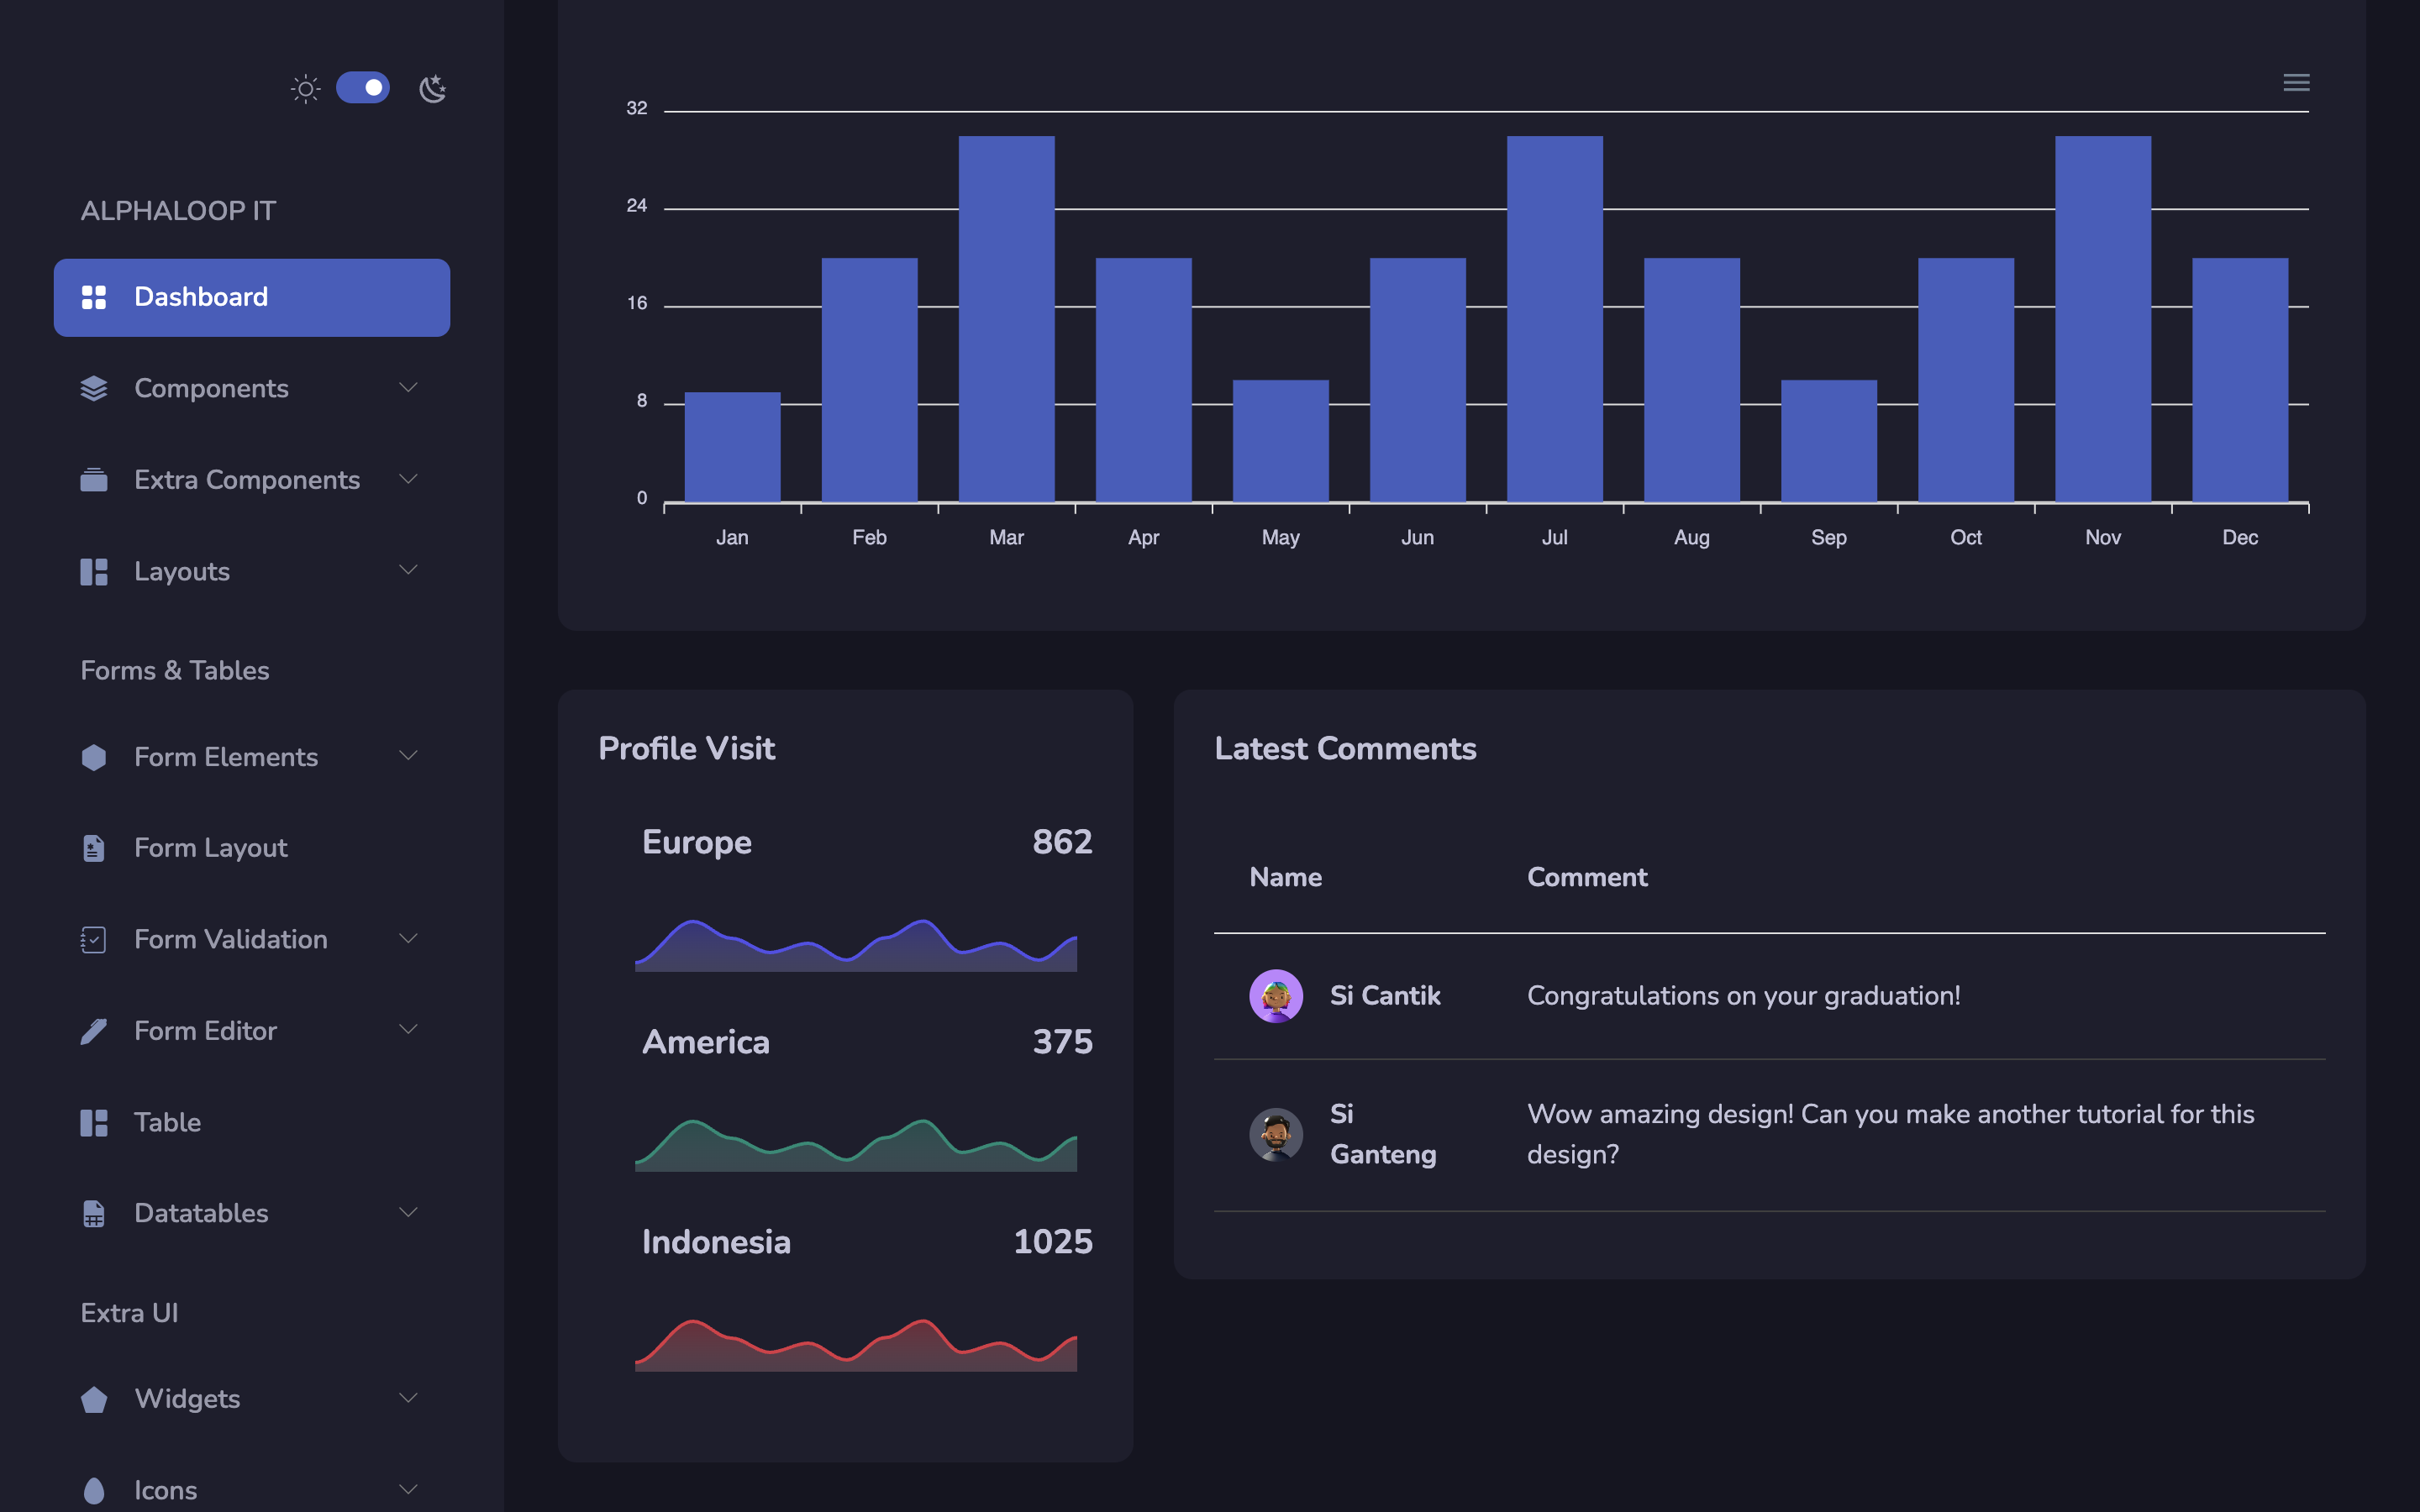 ALPHALOOP IT
Dashboard
Components
Extra Components
Layouts
Forms & Tables
Form Elements
Form Layout
Form Validation
Form Editor
Table
Datatables
Extra UI
Widgets
Icons
32
24
16
8
0
Jan Feb Mar Apr May Jun Jul Aug Sep Oct Nov Dec
Profile Visit
Europe 862
America 375
Indonesia 1025
Latest Comments
Name Comment
Si Cantik Congratulations on your graduation!
Si Ganteng Wow amazing design! Can you make another tutorial for this
design?